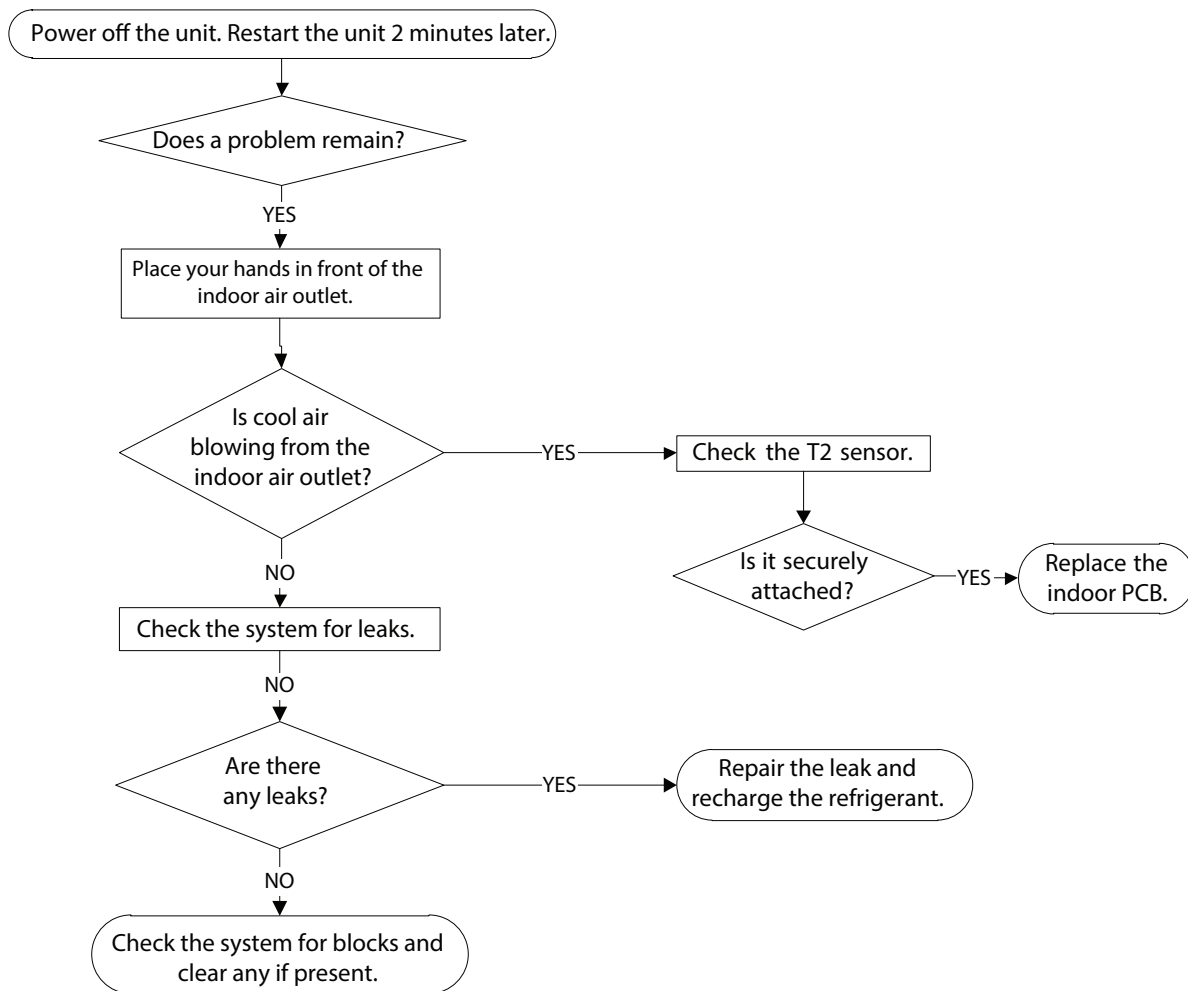 Power off the unit. Restart the unit 2 minutes later.
Does a problem remain?
YES
Place your hands in front of the
indoor air outlet.
Is cool air
blowing from the
indoor air outlet?
YES
Check the T2 sensor.
Is it securely
attached?
YES
Replace the
indoor PCB.
NO
Check the system for leaks.
NO
Are there
any leaks?
YES
Repair the leak and
recharge the refrigerant.
NO
Check the system for blocks and
clear any if present.